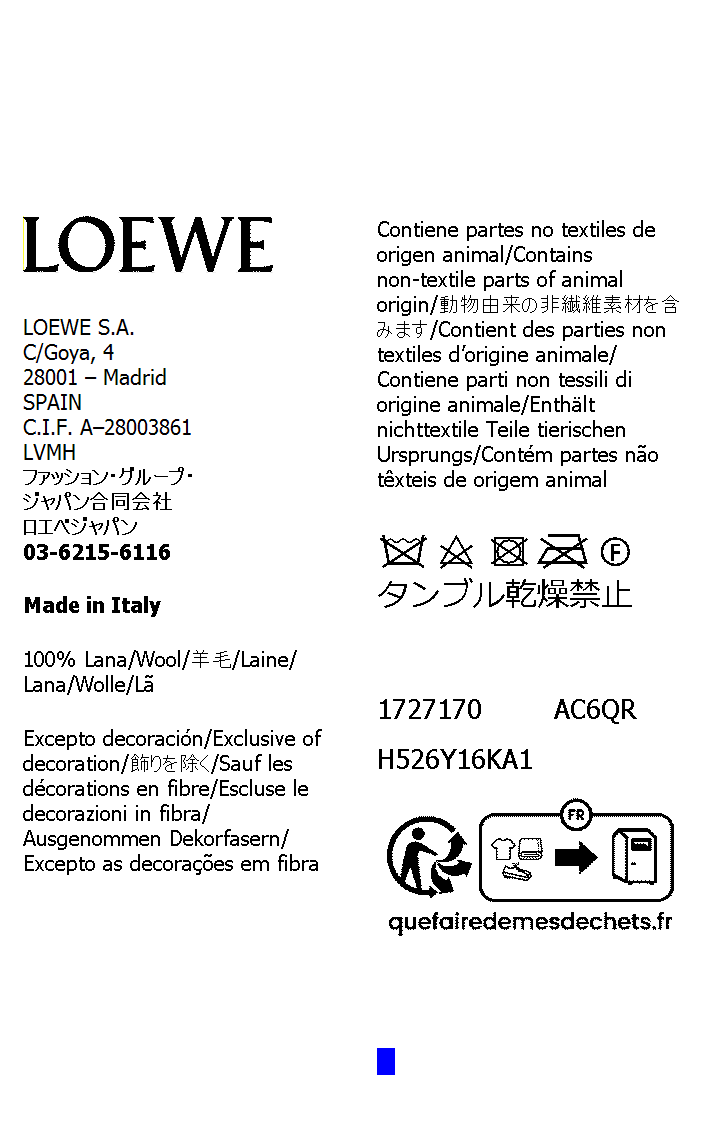 LOEWE
LOEWE S.A.
C/Goya, 4
28001 – Madrid
SPAIN
C.I.F. A–28003861
LVMH
ファッション・グループ・
ジャパン合同会社
ロエベジャパン
03-6215-6116
Made in Italy
100% Lana/Wool/羊毛/Laine/
Lana/Wolle/Lã
Excepto decoración/Exclusive of
decoration/飾りを除く/Sauf les
décorations en fibre/Escluse le
decorazioni in fibra/
Ausgenommen Dekorfasern/
Excepto as decorações em fibra
Contiene partes no textiles de
origen animal/Contains
non-textile parts of animal
origin/動物由来の非繊維素材を含
みます/Contient des parties non
textiles d’origine animale/
Contiene parti non tessili di
origine animale/Enthält
nichttextile Teile tierischen
Ursprungs/Contém partes não
têxteis de origem animal
F
タンブル乾燥禁止
1727170 AC6QR
H526Y16KA1
FR
quefairedemesdechets.fr